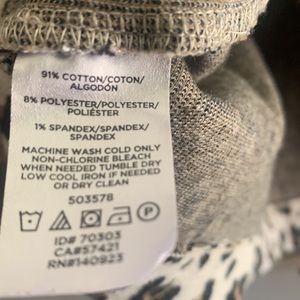 91% COTTON/COTON/
ALGODÓN
8% POLYESTER/POLYESTER/
POLIÉSTER
1% SPANDEX/SPANDEX/
SPANDEX
MACHINE WASH COLD ONLY
NON-CHLORINE BLEACH
WHEN NEEDED TUMBLE DRY
LOW COOL IRON IF NEEDED
OR DRY CLEAN
503578
P
ID# 70303
CA#57421
RN#140923